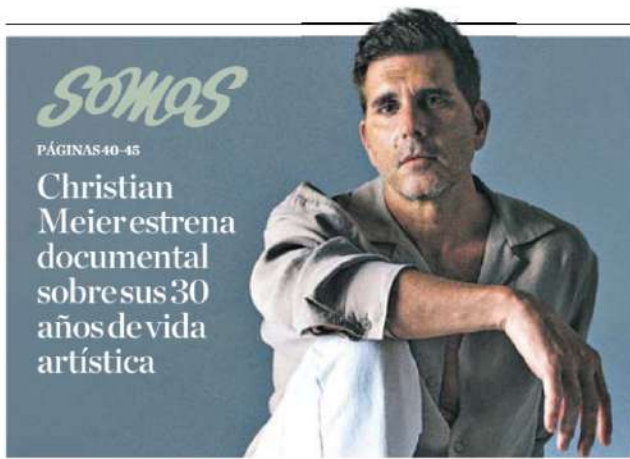 SOMOS
PÁGINAS 40-45
Christian
Meier estrena
documental
sobre sus 30
años de vida
artística